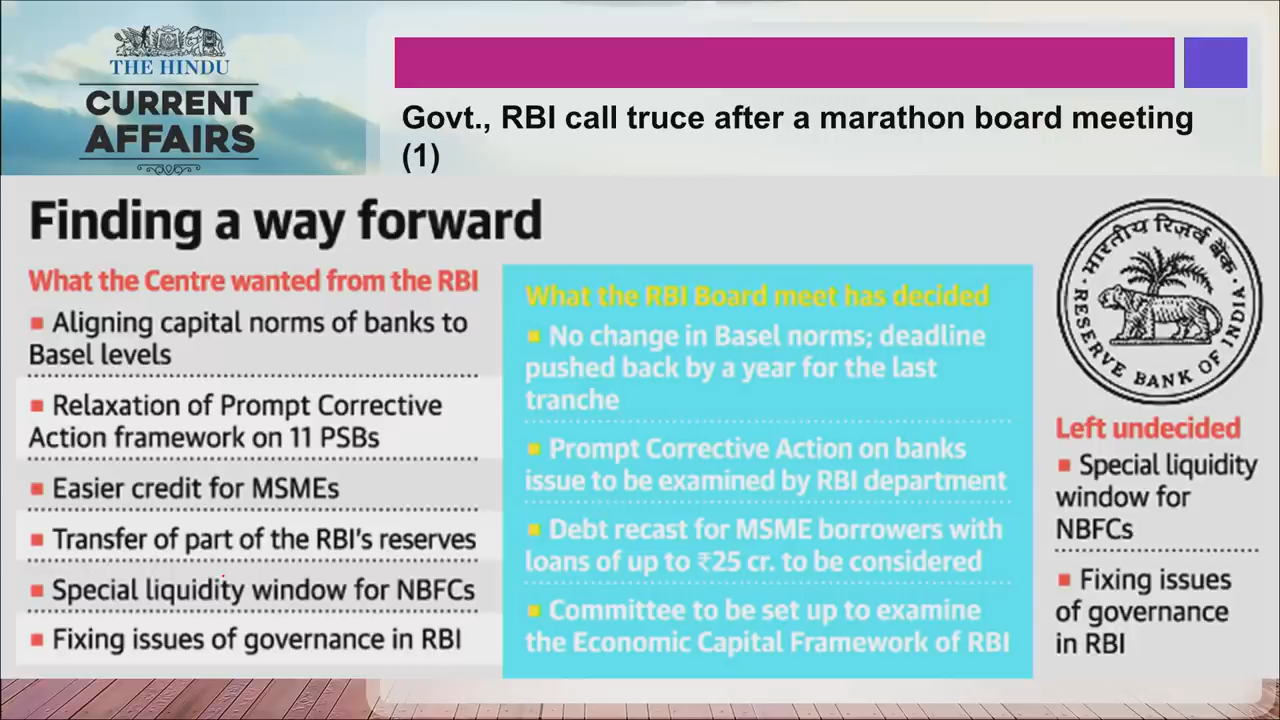 THE HINDU
CURRENT
AFFAIRS
Govt., RBI call truce after a marathon board meeting
(1)
Finding a way forward
What the Centre wanted from the RBI
Aligning capital norms of banks to
Basel levels
Relaxation of Prompt Corrective
Action framework on 11 PSBs
Easier credit for MSMEs
Transfer of part of the RBI's reserves
Special liquidity window for NBFCs
Fixing issues of governance in RBI
What the RBI Board meet has decided
No change in Basel norms; deadline
pushed back by a year for the last
tranche
Prompt Corrective Action on banks
issue to be examined by RBI department
Debt recast for MSME borrowers with
loans of up to ₹25 cr. to be considered
Committee to be set up to examine
the Economic Capital Framework of RBI
भारतीय रिज़र्व बैंक
RESERVE BANK OF INDIA
Left undecided
Special liquidity
window for
NBFCs
Fixing issues
of governance
in RBI